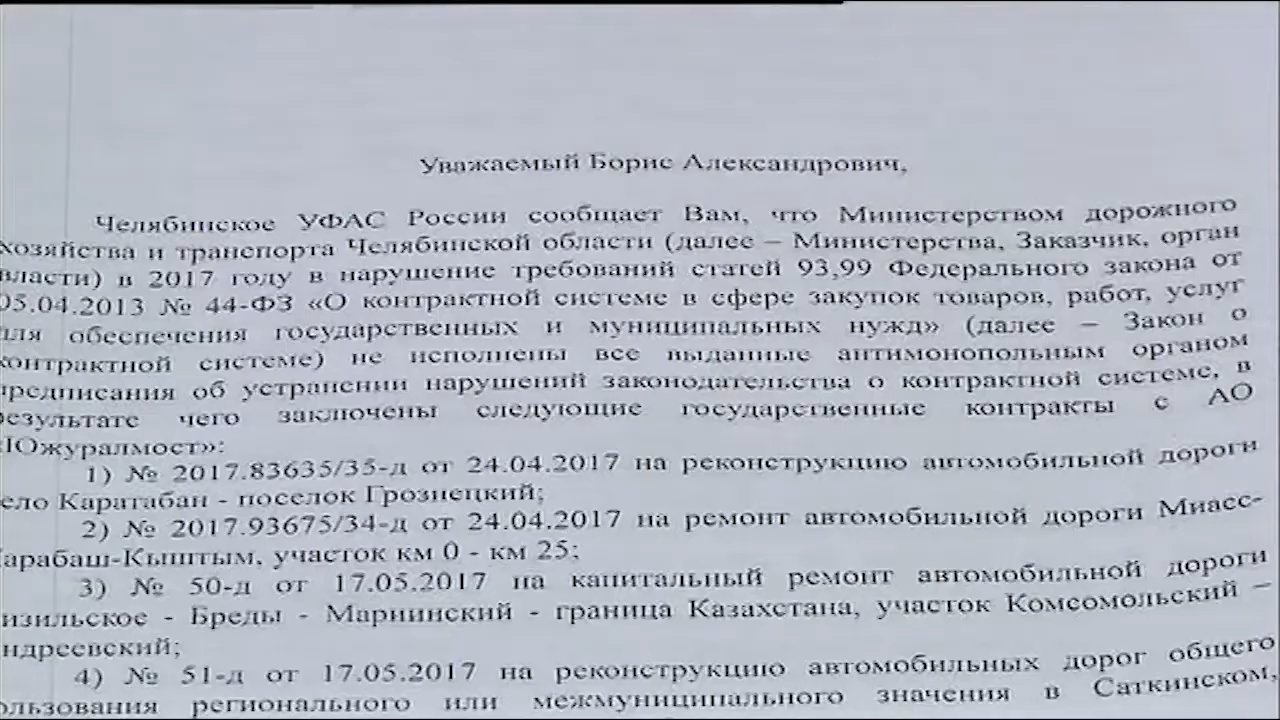 Уважаемый Борис Александрович,
Челябинское УФАС России сообщает Вам, что Министерством дорожного
хозяйства и транспорта Челябинской области (далее – Министерства, Заказчик, орган
власти) в 2017 году в нарушение требований статей 93,99 Федерального закона от
05.04.2013 № 44-ФЗ «О контрактной системе в сфере закупок товаров, работ, услуг
для обеспечения государственных и муниципальных нужд» (далее – Закон о
контрактной системе) не исполнены все выданные антимонопольным органом
предписания об устранении нарушений законодательства о контрактной системе, в
результате чего заключены следующие государственные контракты с АО
«Южуралмост»:
1) № 2017.83635/35-д от 24.04.2017 на реконструкцию автомобильной дороги
село Каратабан - поселок Грознецкий;
2) № 2017.93675/34-д от 24.04.2017 на ремонт автомобильной дороги Миасс-
Карабаш-Кыштым, участок км 0 - км 25;
3) № 50-д от 17.05.2017 на капитальный ремонт автомобильной дороги
Кизильское - Бреды - Мариинский - граница Казахстана, участок Комсомольский –
Андреевский;
4) № 51-д от 17.05.2017 на реконструкцию автомобильных дорог общего
пользования регионального или межмуниципального значения в Саткинском,